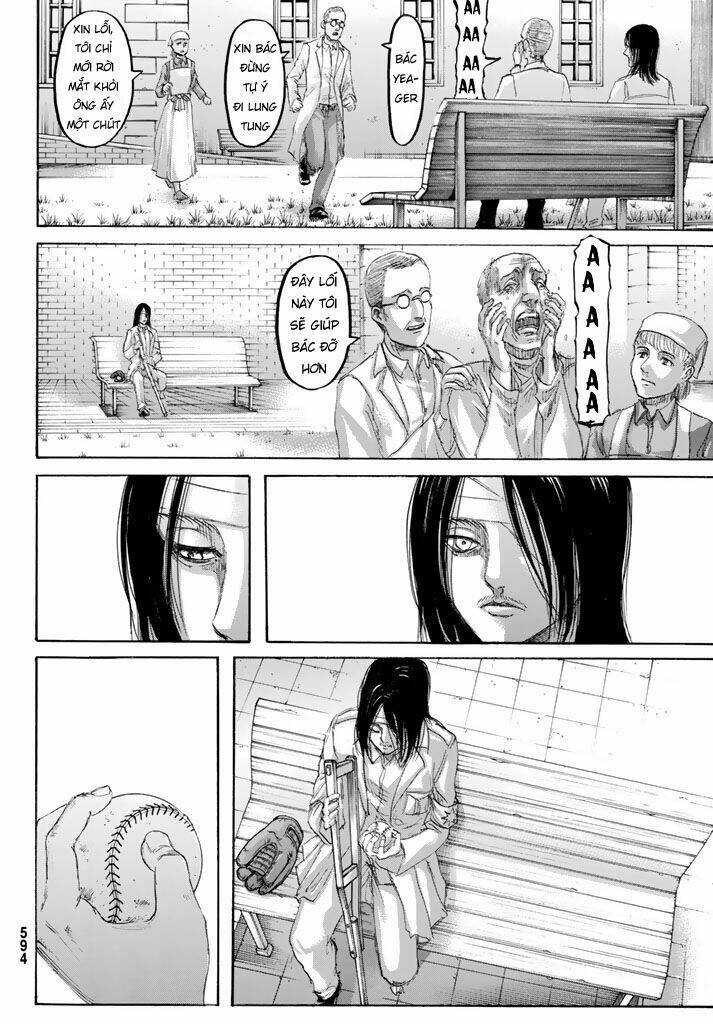 XIN LỖI,
TÔI CHỈ
MỚI RỜI
MẮT KHỎI
ÔNG ẤY
MỘT CHÚT
XIN BÁC
ĐỪNG
TỰ Ý
ĐI LUNG
TUNG
BÁC
YEA-
GER
A
A A
A A
AA AA
ĐÂY LỐI
NÀY TÔI
SẼ GIÚP
BÁC ĐỠ
HƠN
A
AA
A
A
AA
594